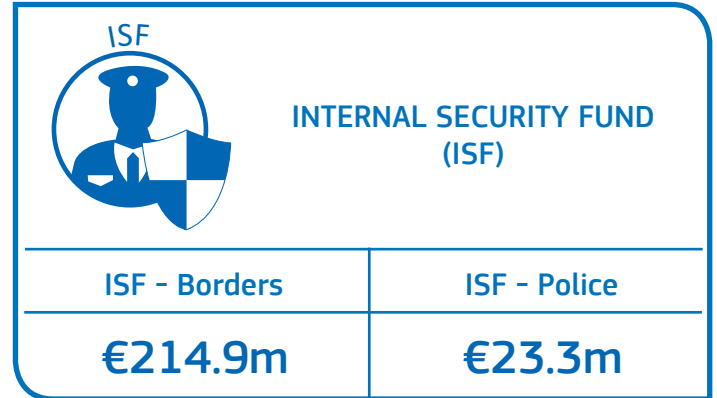 ISF
INTERNAL SECURITY FUND
(ISF)
ISF - Borders
ISF - Police
€214.9m
€23.3m